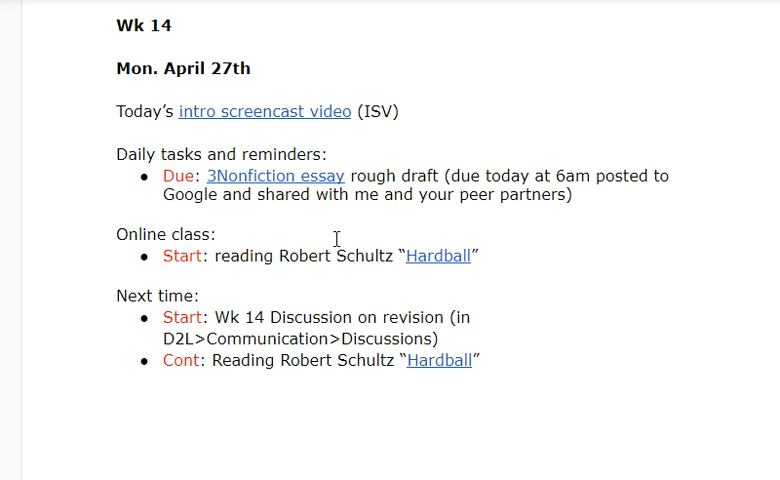 Wk 14
Mon. April 27th
Today's intro screencast video (ISV)
Daily tasks and reminders:
● Due: 3Nonfiction essay rough draft (due today at 6am posted to
Google and shared with me and your peer partners)
Online class:
● Start: reading Robert Schultz “Hardball”
Next time:
● Start: Wk 14 Discussion on revision (in
D2L>Communication>Discussions)
● Cont: Reading Robert Schultz “Hardball”